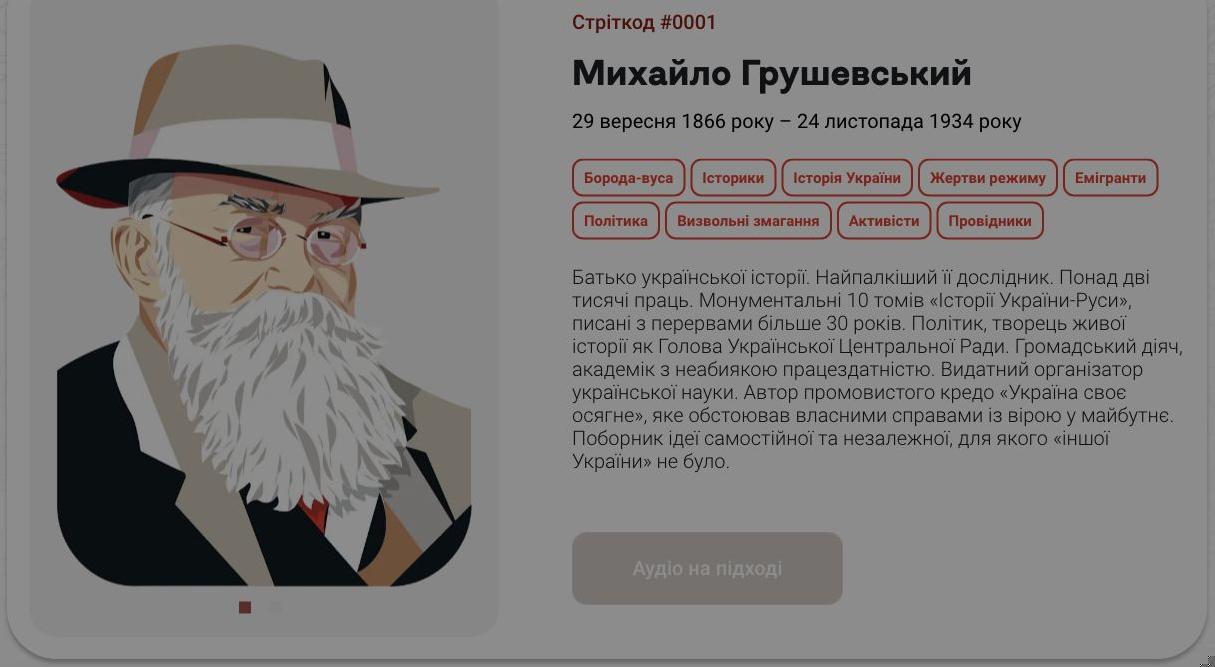 Стріткод #0001
Михайло Грушевський
29 вересня 1866 року – 24 листопада 1934 року
Борода-вуса Історики Історія України Жертви режиму Емігранти
Політика Визвольні змагання Активісти Провідники
Батько української історії. Найпалкіший її дослідник. Понад дві
тисячі праць. Монументальні 10 томів «Історії України-Руси»,
писані з перервами більше 30 років. Політик, творець живої
історії як Голова Української Центральної Ради. Громадський діяч,
академік з неабиякою працездатністю. Видатний організатор
української науки. Автор промовистого кредо «Україна своє
осягне», яке обстоював власними справами із вірою у майбутнє.
Поборник ідеї самостійної та незалежної, для якого «іншої
України» не було.
Аудіо на підході